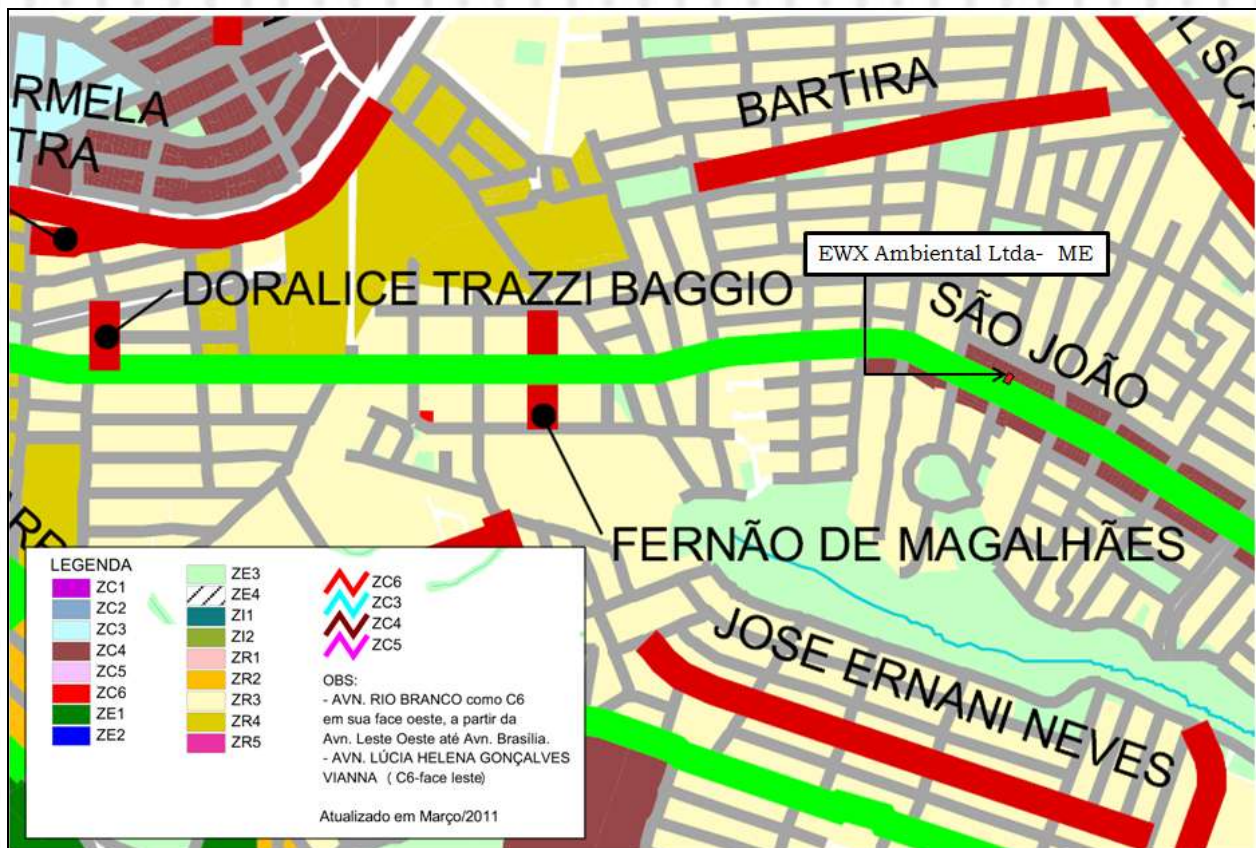 RMELA
TRA
BARTIRA
L SC
EWX Ambiental Ltda- ME
DORALICE TRAZZI BAGGIO
SÃO JOÃO
FERNÃO DE MAGALHÃES
JOSE ERNANI NEVES
LEGENDA
ZC1
ZC2
ZC3
ZC4
ZC5
ZC6
ZE1
ZE2
ZE3
ZE4
ZI1
ZI2
ZR1
ZR2
ZR3
ZR4
ZR5
ZC6
ZC3
ZC4
ZC5
OBS:
- AVN. RIO BRANCO como C6
em sua face oeste, a partir da
Avn. Leste Oeste até Avn. Brasília.
- AVN. LÚCIA HELENA GONÇALVES
VIANNA ( C6-face leste)
Atualizado em Março/2011